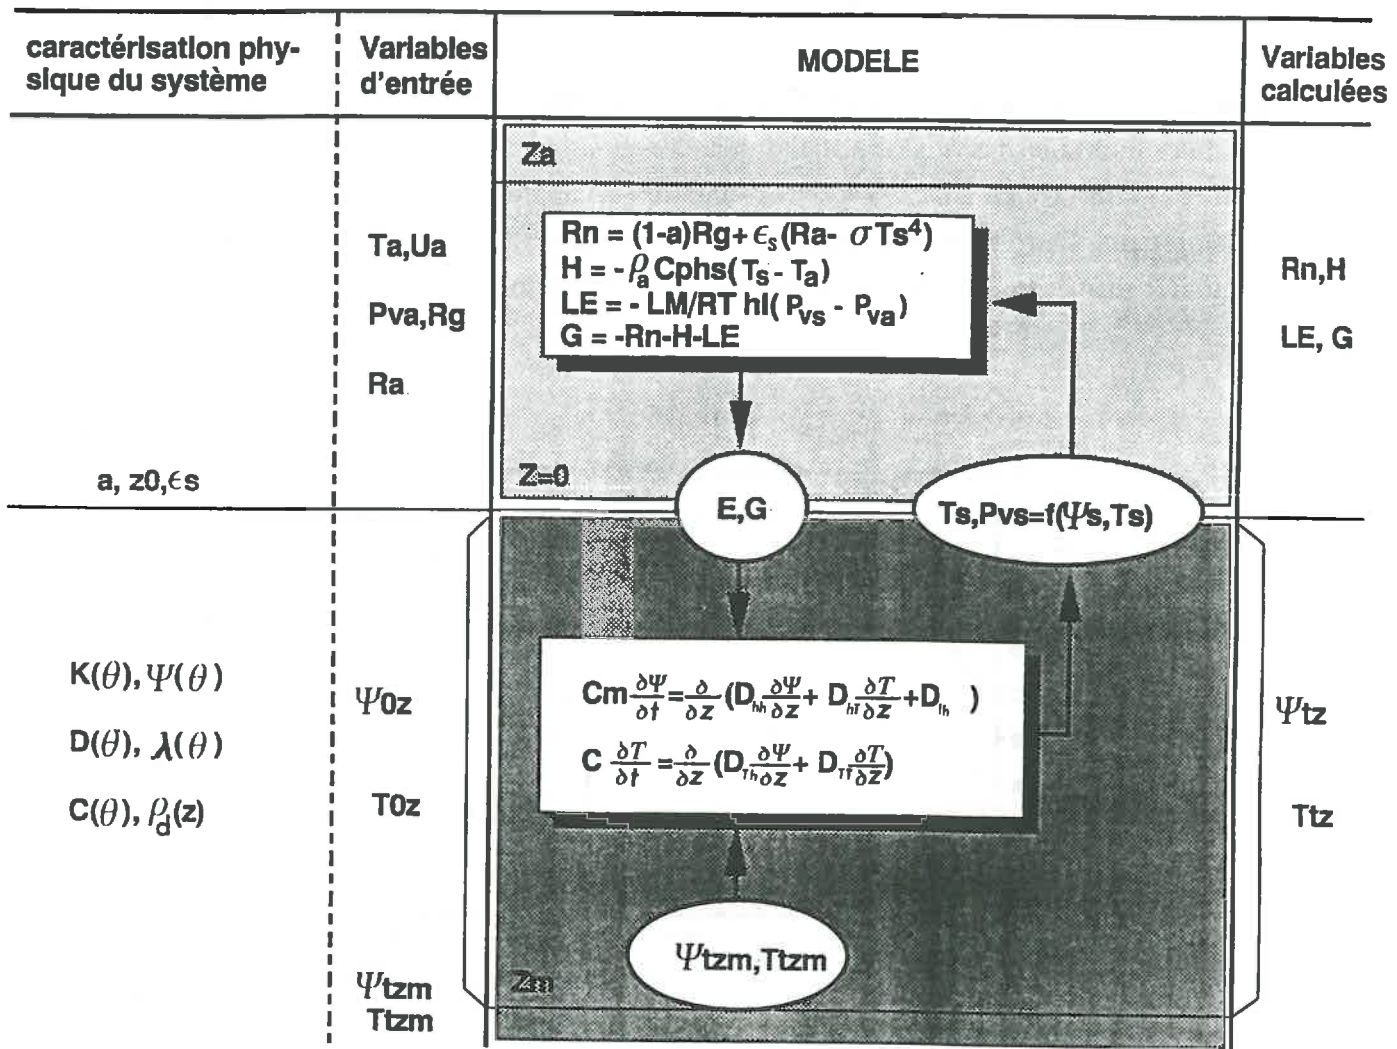 caractérisation phy-
sique du système
Variables
d'entrée
MODELE
Variables
calculées
Za
Ta,Ua
Pva,Rg
Ra
Rn = (1-a)Rg+ ϵs(Ra- σTs⁴)
H = -ρa Cphs(Ts - Ta)
LE = - LM/RT hl( Pvs - Pva )
G = -Rn-H-LE
Rn,H
LE, G
Z=0
a, z0,ϵs
E,G
Ts,Pvs=f(Ψs,Ts)
K(θ), Ψ(θ)
D(θ), λ(θ)
C(θ), ρd(z)
Ψ0z
T0z
Cm ∂Ψ/∂t = ∂/∂z (Dhh ∂Ψ/∂z + DhT ∂T/∂z + Dlh )
C ∂T/∂t = ∂/∂z (DTh ∂Ψ/∂z + DTT ∂T/∂z)
Ψtz
Ttz
Ψtzm,Ttzm
Zm
Ψtzm
Ttzm